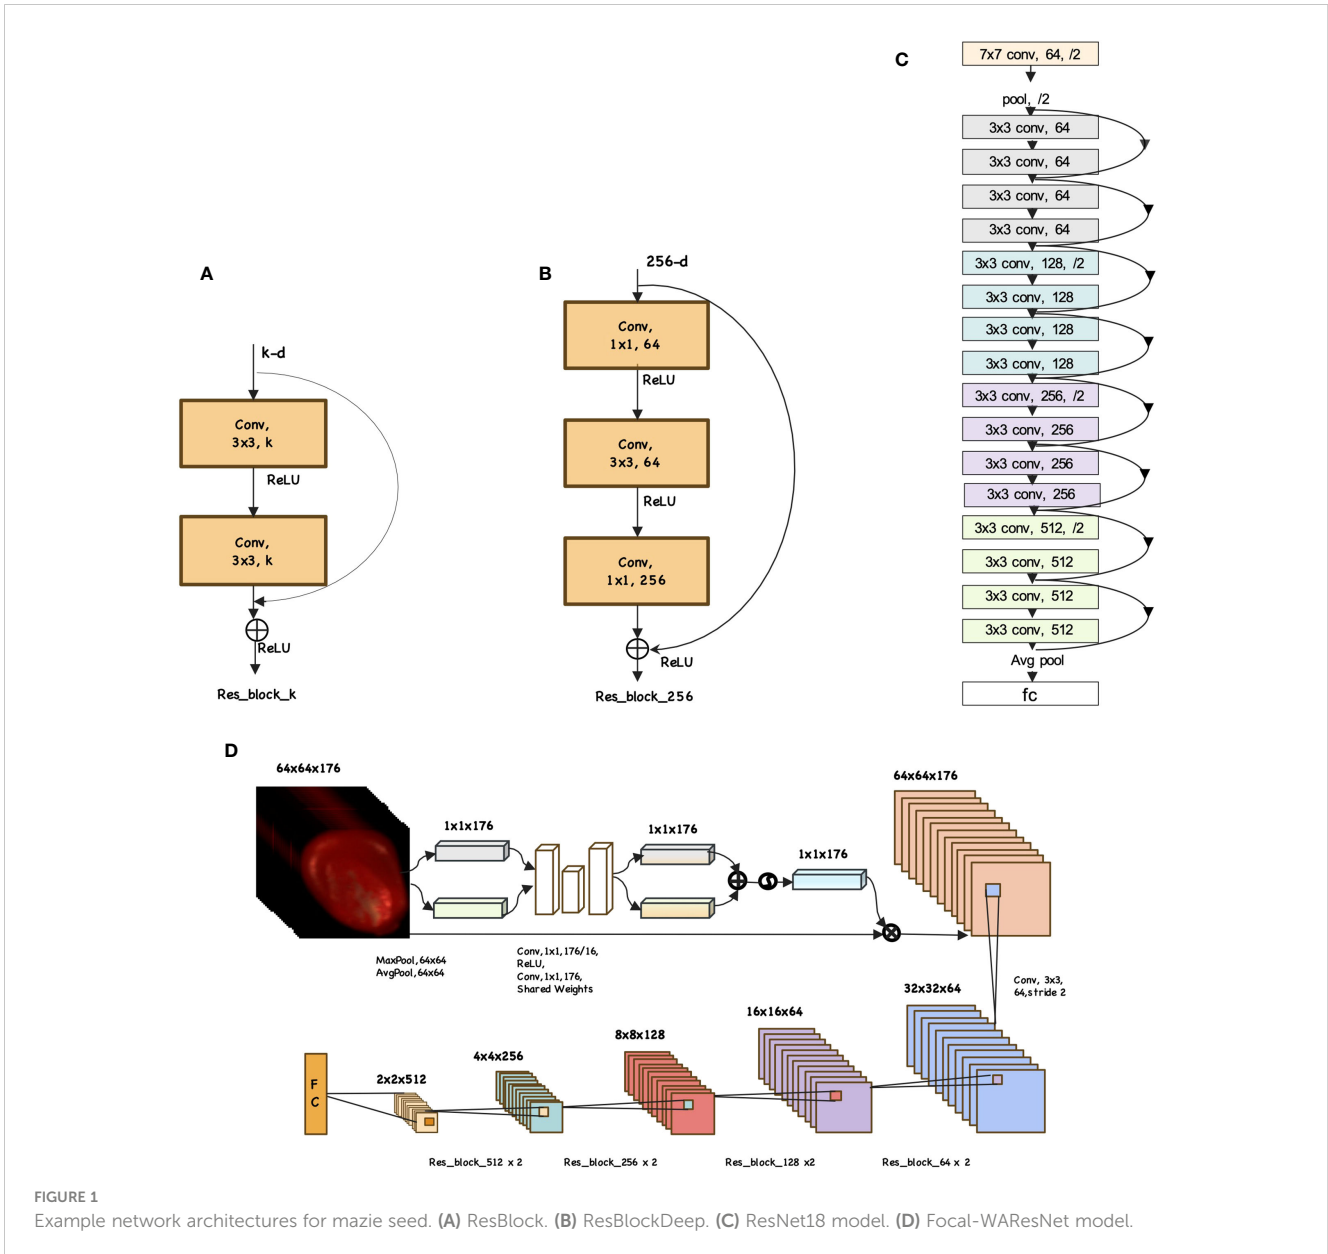 A
k-d
Conv,
3x3, k
ReLU
Conv,
3x3, k
ReLU
Res_block_k
B
256-d
Conv,
1x1, 64
ReLU
Conv,
3x3, 64
ReLU
Conv,
1x1, 256
ReLU
Res_block_256
C
7x7 conv, 64, /2
pool, /2
3x3 conv, 64
3x3 conv, 64
3x3 conv, 64
3x3 conv, 64
3x3 conv, 128, /2
3x3 conv, 128
3x3 conv, 128
3x3 conv, 128
3x3 conv, 256, /2
3x3 conv, 256
3x3 conv, 256
3x3 conv, 256
3x3 conv, 512, /2
3x3 conv, 512
3x3 conv, 512
3x3 conv, 512
Avg pool
fc
D
64x64x176
1x1x176
1x1x176
1x1x176
64x64x176
MaxPool,64x64
AvgPool,64x64
Conv,1x1,176/16,
ReLU,
Conv,1x1,176,
Shared Weights
Conv, 3x3,
64,stride 2
32x32x64
16x16x64
8x8x128
4x4x256
2x2x512
F
C
Res_block_512 x 2
Res_block_256 x 2
Res_block_128 x2
Res_block_64 x 2
FIGURE 1
Example network architectures for mazie seed. (A) ResBlock. (B) ResBlockDeep. (C) ResNet18 model. (D) Focal-WAResNet model.